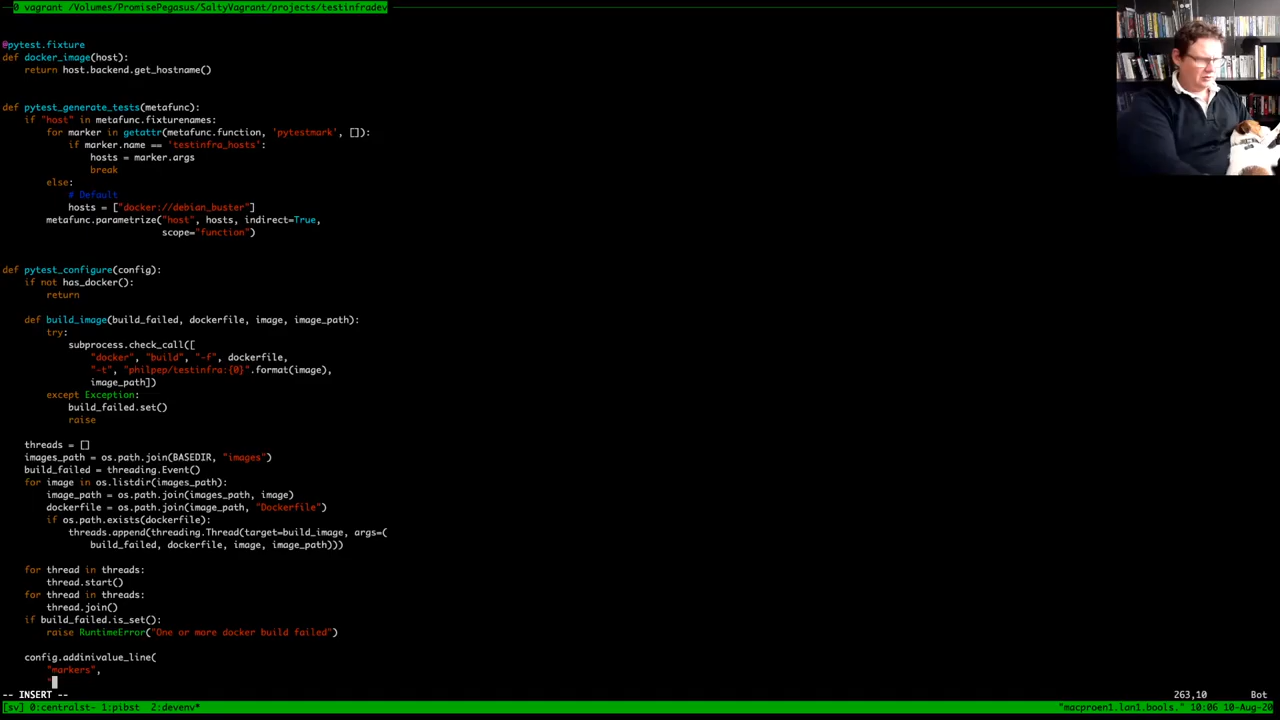 0 vagrant /Volumes/PromisePegasus/SaltyVagrant/projects/testinfradev
@pytest.fixture
def docker_image(host):
    return host.backend.get_hostname()
def pytest_generate_tests(metafunc):
    if "host" in metafunc.fixturenames:
        for marker in getattr(metafunc.function, 'pytestmark', []):
            if marker.name == 'testinfra_hosts':
                hosts = marker.args
                break
        else:
            # Default
            hosts = ["docker://debian_buster"]
        metafunc.parametrize("host", hosts, indirect=True,
                             scope="function")
def pytest_configure(config):
    if not has_docker():
        return
    def build_image(build_failed, dockerfile, image, image_path):
        try:
            subprocess.check_call([
                "docker", "build", "-f", dockerfile,
                "-t", "philpep/testinfra:{0}".format(image),
                image_path])
        except Exception:
            build_failed.set()
            raise
    threads = []
    images_path = os.path.join(BASEDIR, "images")
    build_failed = threading.Event()
    for image in os.listdir(images_path):
        image_path = os.path.join(images_path, image)
        dockerfile = os.path.join(image_path, "Dockerfile")
        if os.path.exists(dockerfile):
            threads.append(threading.Thread(target=build_image, args=(
                build_failed, dockerfile, image, image_path)))
    for thread in threads:
        thread.start()
    for thread in threads:
        thread.join()
    if build_failed.is_set():
        raise RuntimeError("One or more docker build failed")
    config.addinivalue_line(
        "markers",
        "
-- INSERT -- 263,10 Bot
[sv] 0:centralst- 1:pibst 2:devenv* "macproen1.lan1.bools." 10:06 10-Aug-20